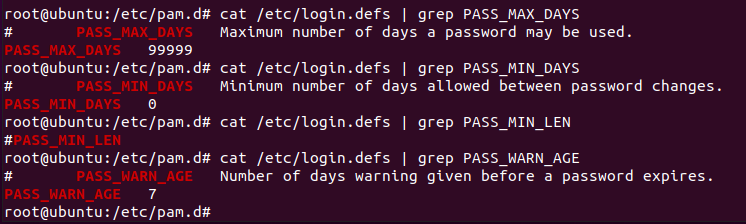 root@ubuntu:/etc/pam.d# cat /etc/login.defs | grep PASS_MAX_DAYS
#       PASS_MAX_DAYS   Maximum number of days a password may be used.
PASS_MAX_DAYS   99999
root@ubuntu:/etc/pam.d# cat /etc/login.defs | grep PASS_MIN_DAYS
#       PASS_MIN_DAYS   Minimum number of days allowed between password changes.
PASS_MIN_DAYS   0
root@ubuntu:/etc/pam.d# cat /etc/login.defs | grep PASS_MIN_LEN
#PASS_MIN_LEN
root@ubuntu:/etc/pam.d# cat /etc/login.defs | grep PASS_WARN_AGE
#       PASS_WARN_AGE   Number of days warning given before a password expires.
PASS_WARN_AGE   7
root@ubuntu:/etc/pam.d#